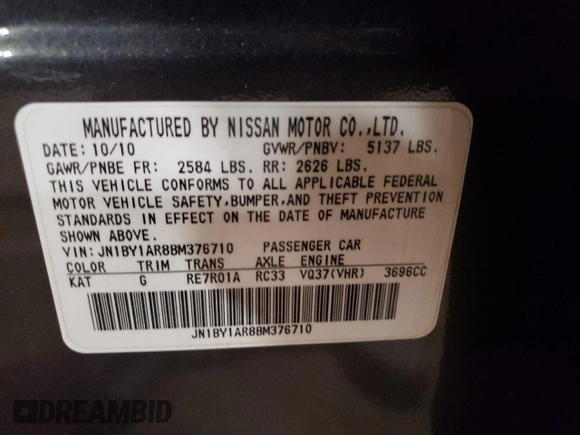 MANUFACTURED BY NISSAN MOTOR CO.,LTD.
DATE: 10/10 GVWR/PNBV: 5137 LBS.
GAWR/PNBE FR: 2584 LBS. RR: 2626 LBS.
THIS VEHICLE CONFORMS TO ALL APPLICABLE FEDERAL
MOTOR VEHICLE SAFETY,BUMPER,AND THEFT PREVENTION
STANDARDS IN EFFECT ON THE DATE OF MANUFACTURE
SHOWN ABOVE.
VIN: JN1BY1AR8BM376710 PASSENGER CAR
COLOR TRIM TRANS AXLE ENGINE
KAT G RE7R01A RC33 VQ37(VHR) 3696CC
JN1BY1AR8BM376710
DREAMBID